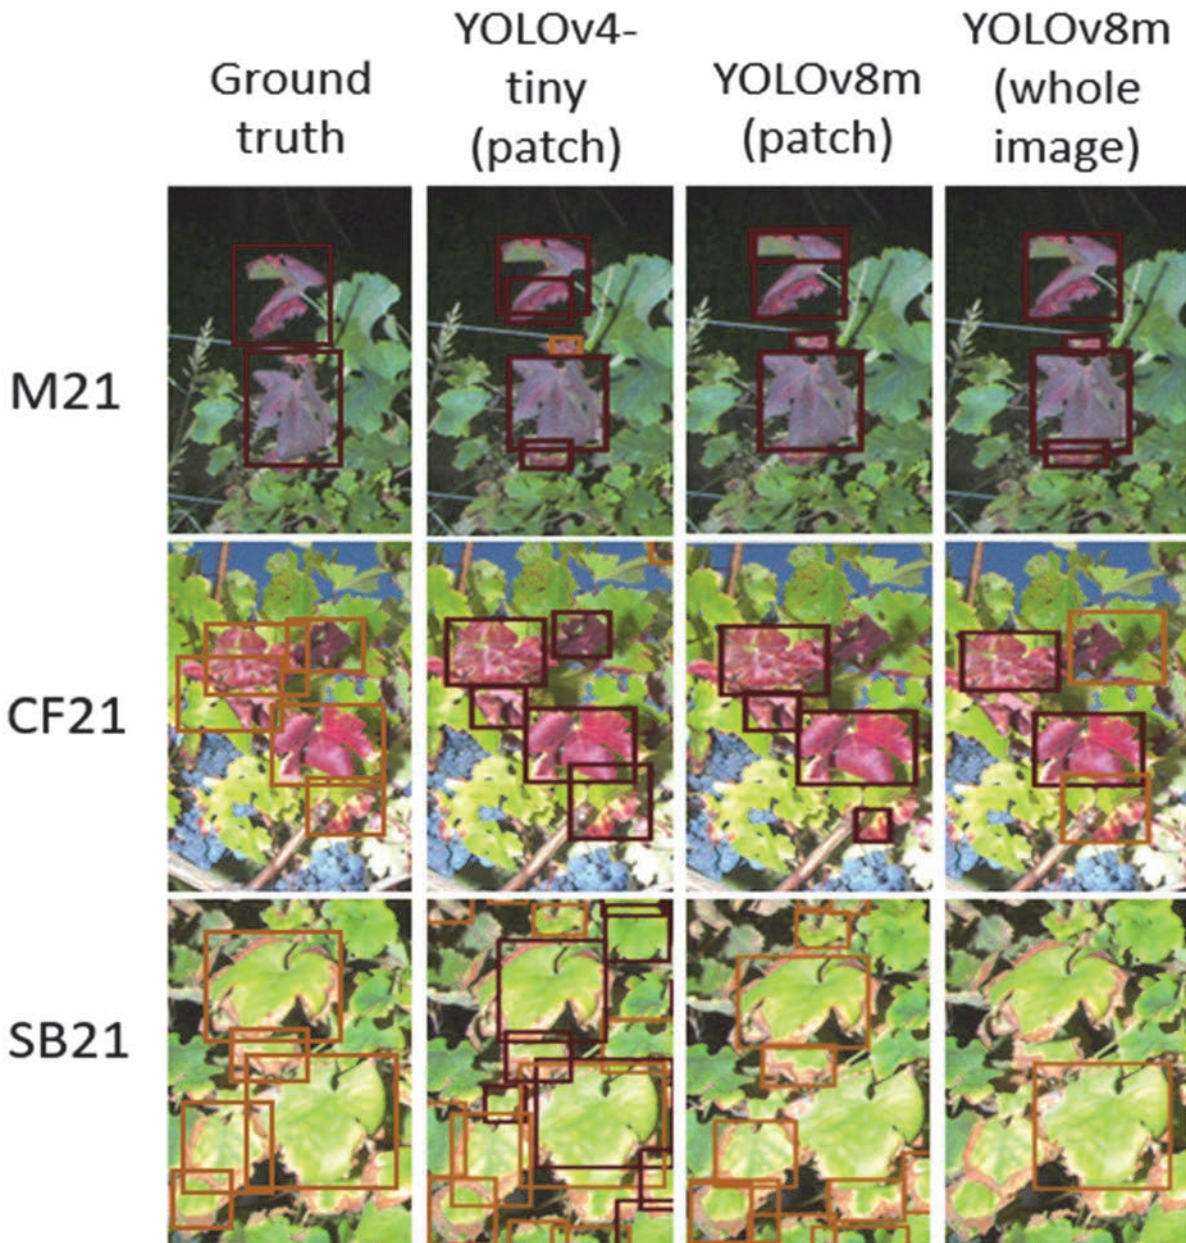 Ground
truth
YOLOv4-
tiny
(patch)
YOLOv8m
(patch)
YOLOv8m
(whole
image)
M21
CF21
SB21